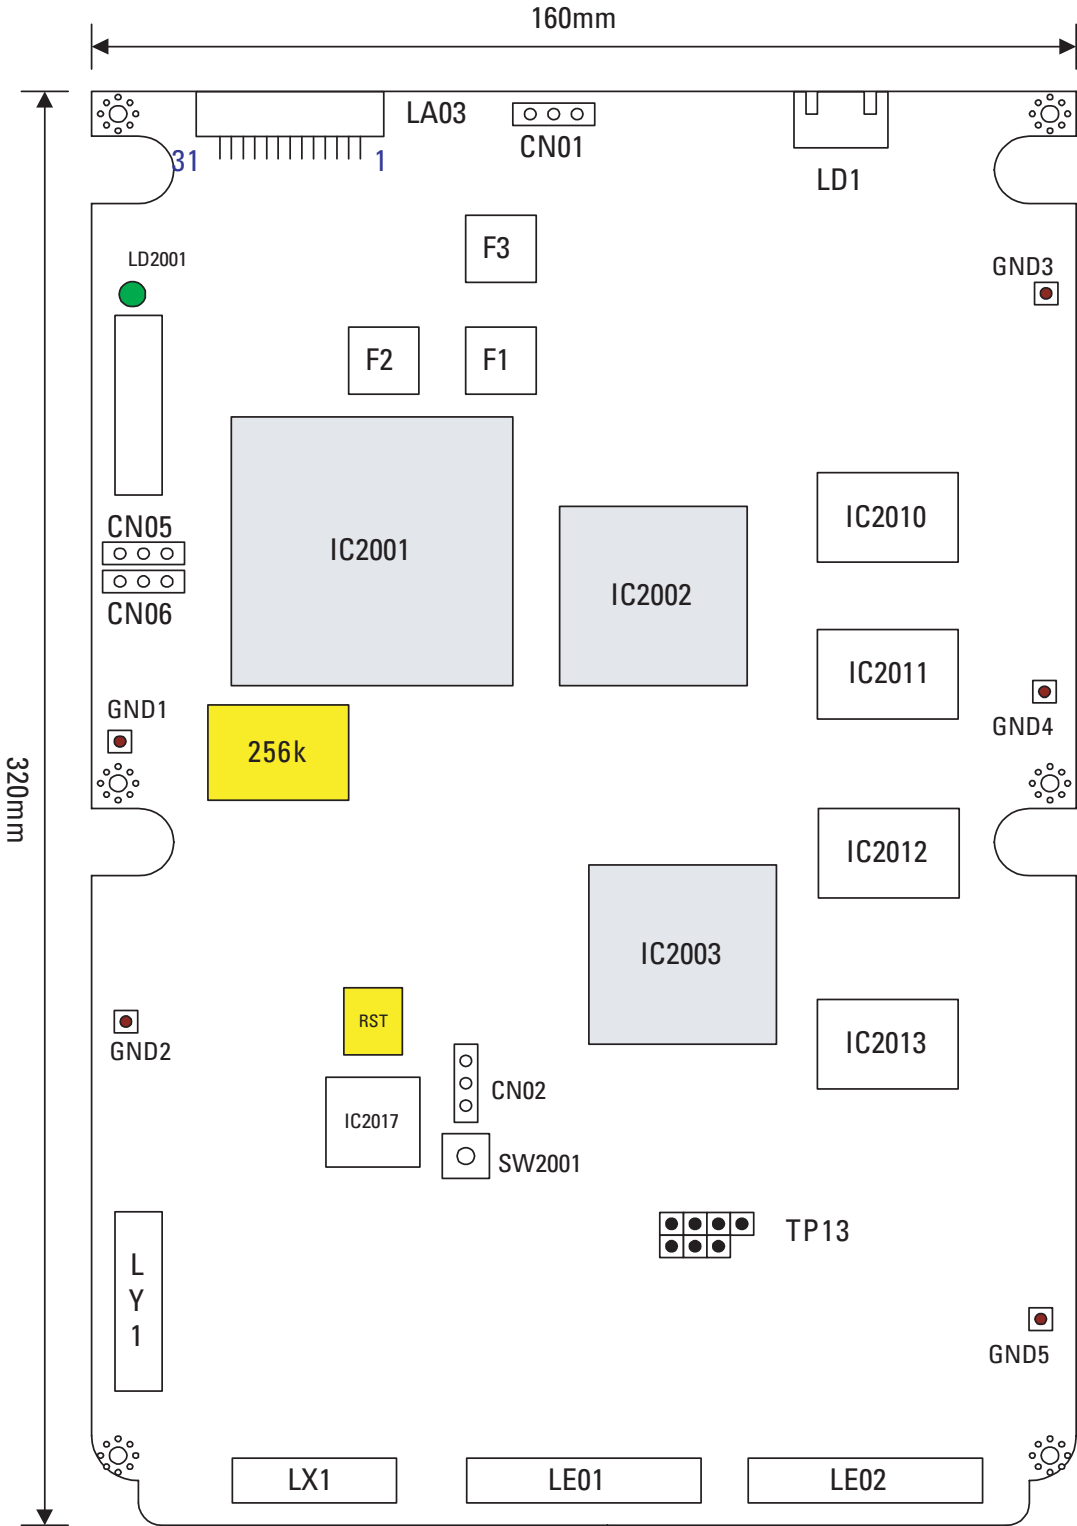 160mm
LA03
CN01
31
1
LD1
F3
LD2001
GND3
F2
F1
IC2010
CN05
IC2001
IC2002
CN06
IC2011
GND1
GND4
256k
320mm
IC2012
IC2003
RST
GND2
IC2013
CN02
IC2017
SW2001
TP13
L
Y
1
GND5
LX1
LE01
LE02